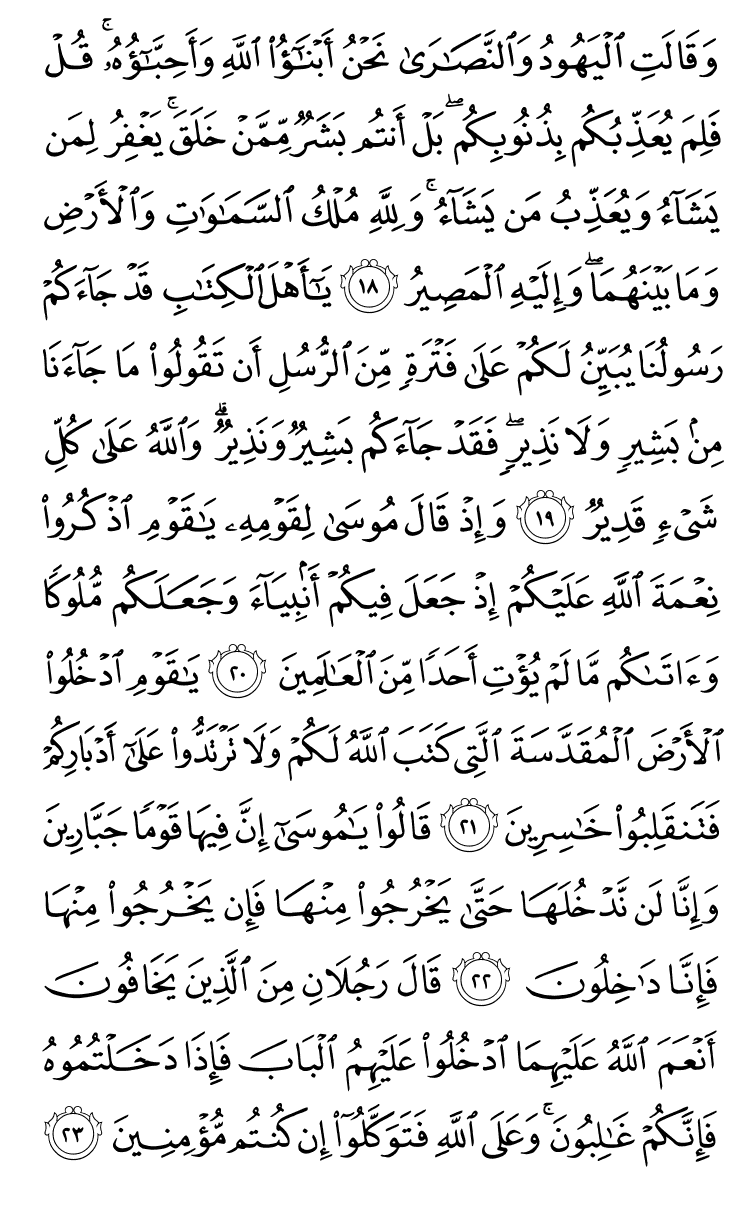 وَقَالَتِ ٱلۡيَهُودُ وَٱلنَّصَٰرَىٰ نَحۡنُ أَبۡنَٰٓؤُاْ ٱللَّهِ وَأَحِبَّٰٓؤُهُۥۚ قُلۡ
فَلِمَ يُعَذِّبُكُم بِذُنُوبِكُمۖ بَلۡ أَنتُم بَشَرٞ مِّمَّنۡ خَلَقَۚ يَغۡفِرُ لِمَن
يَشَآءُ وَيُعَذِّبُ مَن يَشَآءُۚ وَلِلَّهِ مُلۡكُ ٱلسَّمَٰوَٰتِ وَٱلۡأَرۡضِ
وَمَا بَيۡنَهُمَاۖ وَإِلَيۡهِ ٱلۡمَصِيرُ ١٨ يَٰٓأَهۡلَ ٱلۡكِتَٰبِ قَدۡ جَآءَكُمۡ
رَسُولُنَا يُبَيِّنُ لَكُمۡ عَلَىٰ فَتۡرَةٖ مِّنَ ٱلرُّسُلِ أَن تَقُولُواْ مَا جَآءَنَا
مِنۢ بَشِيرٖ وَلَا نَذِيرٖۖ فَقَدۡ جَآءَكُم بَشِيرٞ وَنَذِيرٞۗ وَٱللَّهُ عَلَىٰ كُلِّ
شَيۡءٖ قَدِيرٞ ١٩ وَإِذۡ قَالَ مُوسَىٰ لِقَوۡمِهِۦ يَٰقَوۡمِ ٱذۡكُرُواْ
نِعۡمَةَ ٱللَّهِ عَلَيۡكُمۡ إِذۡ جَعَلَ فِيكُمۡ أَنۢبِيَآءَ وَجَعَلَكُم مُّلُوكٗا
وَءَاتَىٰكُم مَّا لَمۡ يُؤۡتِ أَحَدٗا مِّنَ ٱلۡعَٰلَمِينَ ٢٠ يَٰقَوۡمِ ٱدۡخُلُواْ
ٱلۡأَرۡضَ ٱلۡمُقَدَّسَةَ ٱلَّتِي كَتَبَ ٱللَّهُ لَكُمۡ وَلَا تَرۡتَدُّواْ عَلَىٰٓ أَدۡبَارِكُمۡ
فَتَنقَلِبُواْ خَٰسِرِينَ ٢١ قَالُواْ يَٰمُوسَىٰٓ إِنَّ فِيهَا قَوۡمٗا جَبَّارِينَ
وَإِنَّا لَن نَّدۡخُلَهَا حَتَّىٰ يَخۡرُجُواْ مِنۡهَا فَإِن يَخۡرُجُواْ مِنۡهَا
فَإِنَّا دَٰخِلُونَ ٢٢ قَالَ رَجُلَانِ مِنَ ٱلَّذِينَ يَخَافُونَ
أَنۡعَمَ ٱللَّهُ عَلَيۡهِمَا ٱدۡخُلُواْ عَلَيۡهِمُ ٱلۡبَابَ فَإِذَا دَخَلۡتُمُوهُ
فَإِنَّكُمۡ غَٰلِبُونَۚ وَعَلَى ٱللَّهِ فَتَوَكَّلُوٓاْ إِن كُنتُم مُّؤۡمِنِينَ ٢٣